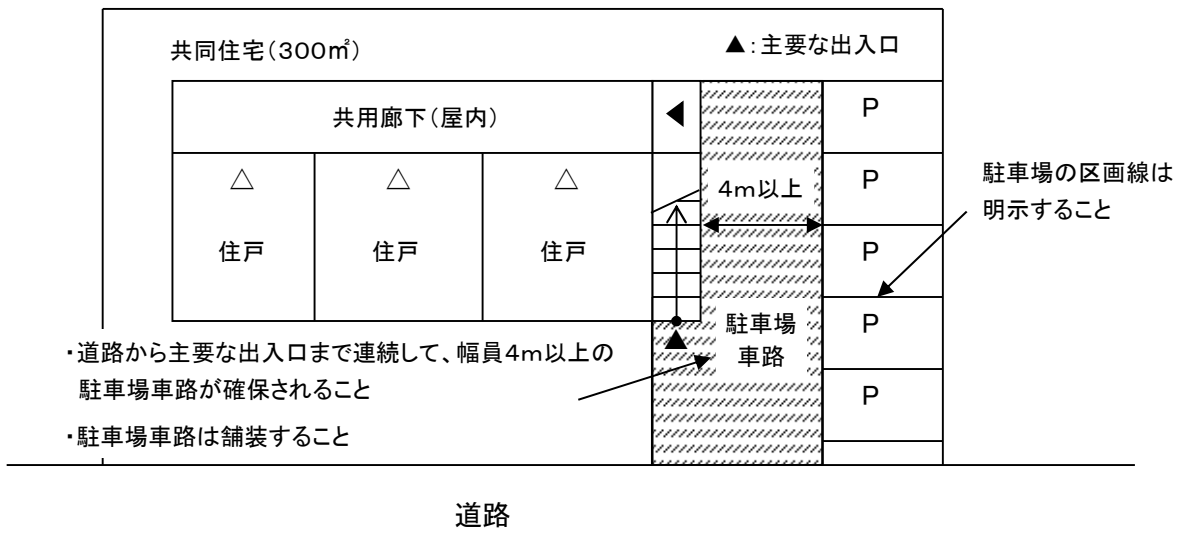 共同住宅(300㎡)
▲:主要な出入口
共用廊下(屋内)
◀
P
△
△
△
4m以上
P
駐車場の区画線は
明示すること
住戸
住戸
住戸
P
駐車場
車路
P
▲
・道路から主要な出入口まで連続して、幅員4m以上の
駐車場車路が確保されること
P
・駐車場車路は舗装すること
道路